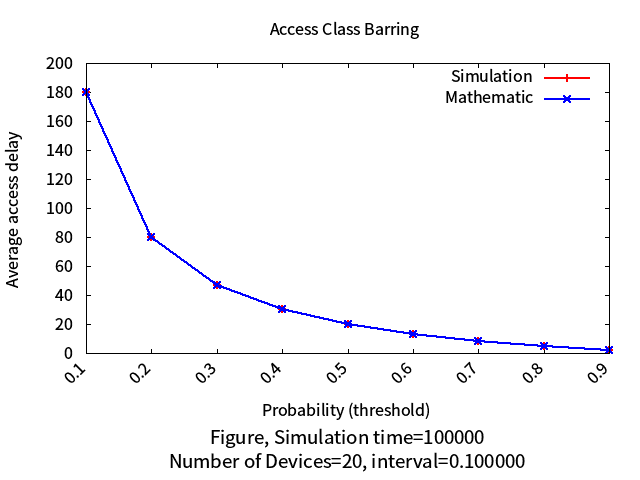 Access Class Barring
Simulation
Mathematic
Average access delay
200
180
160
140
120
100
80
60
40
20
0
0.1
0.2
0.3
0.4
0.5
0.6
0.7
0.8
0.9
Probability (threshold)
Figure, Simulation time=100000
Number of Devices=20, interval=0.100000